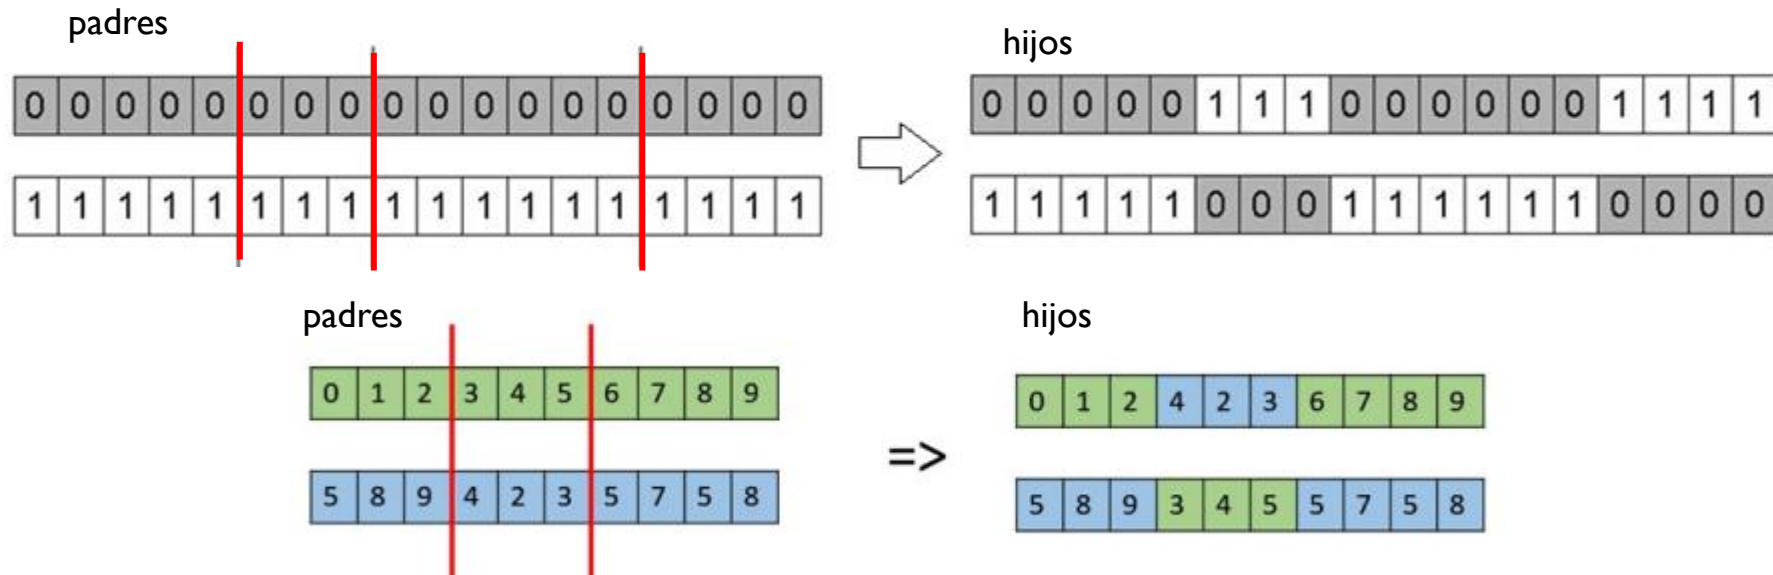 padres
hijos
0 0 0 0 0 0 0 0 0 0 0 0 0 0 0 0 0 0
0 0 0 0 0 1 1 1 0 0 0 0 0 0 1 1 1 1
1 1 1 1 1 1 1 1 1 1 1 1 1 1 1 1 1 1
1 1 1 1 1 0 0 0 1 1 1 1 1 1 0 0 0 0
padres
hijos
0 1 2 3 4 5 6 7 8 9
0 1 2 4 2 3 6 7 8 9
=>
5 8 9 4 2 3 5 7 5 8
5 8 9 3 4 5 5 7 5 8